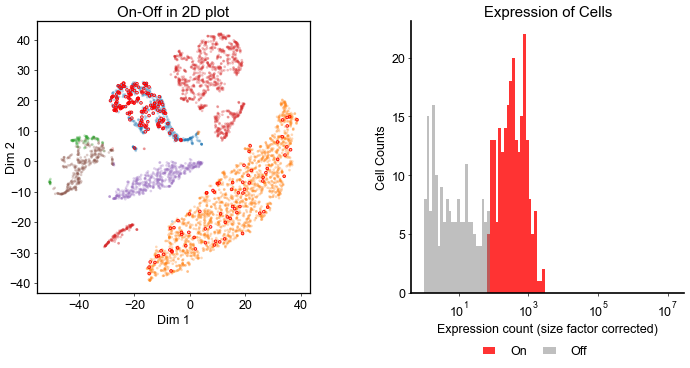 On-Off in 2D plot
Dim 2
40
30
20
10
0
−10
−20
−30
−40
−40
−20
0
20
40
Dim 1
Expression of Cells
Cell Counts
20
15
10
5
0
10^1
10^3
10^5
10^7
Expression count (size factor corrected)
On
Off